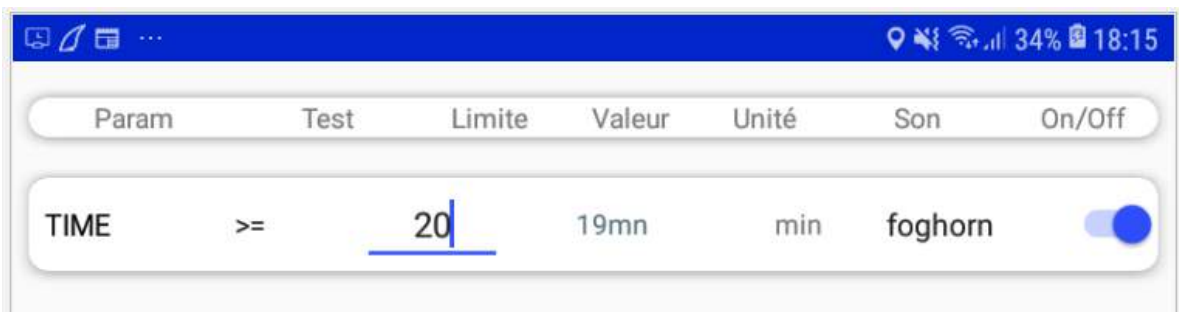 34% 18:15
Param Test Limite Valeur Unité Son On/Off
TIME >= 20 19mn min foghorn